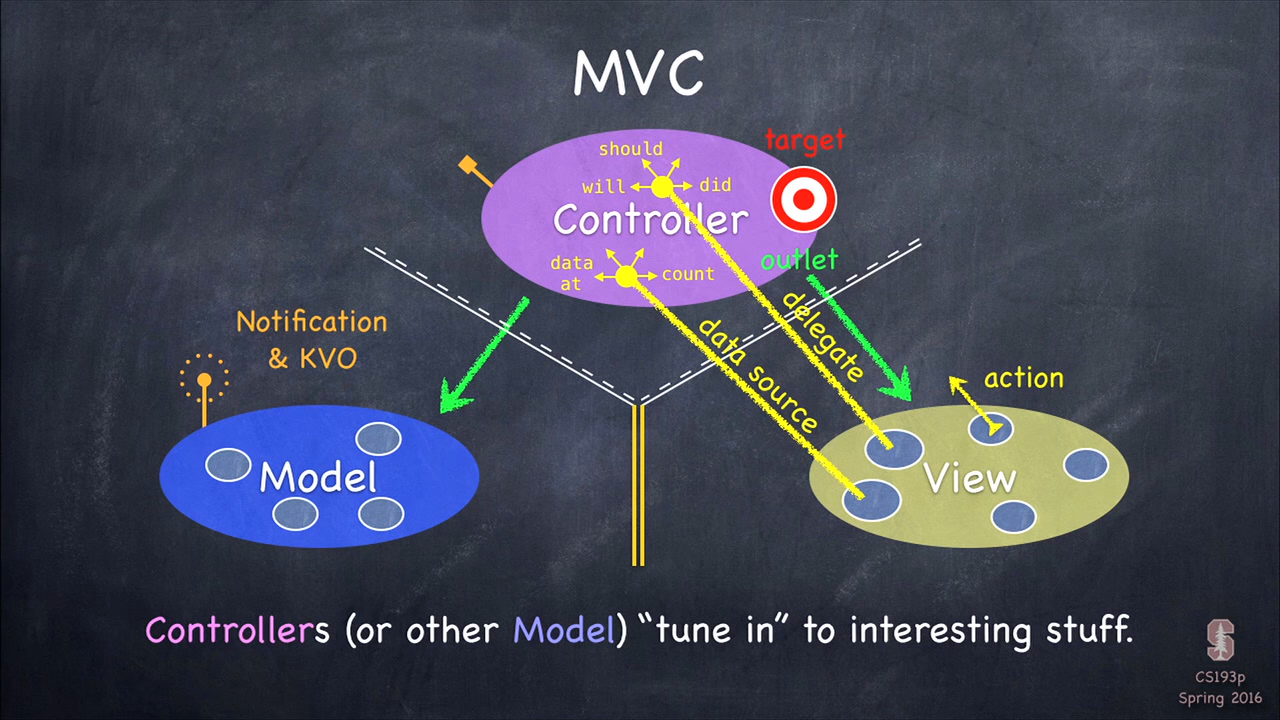 MVC
target
should
will
did
Controller
outlet
data
at
count
delegate
data source
Notification
& KVO
action
Model
View
Controllers (or other Model) “tune in” to interesting stuff.
S
CS193p
Spring 2016